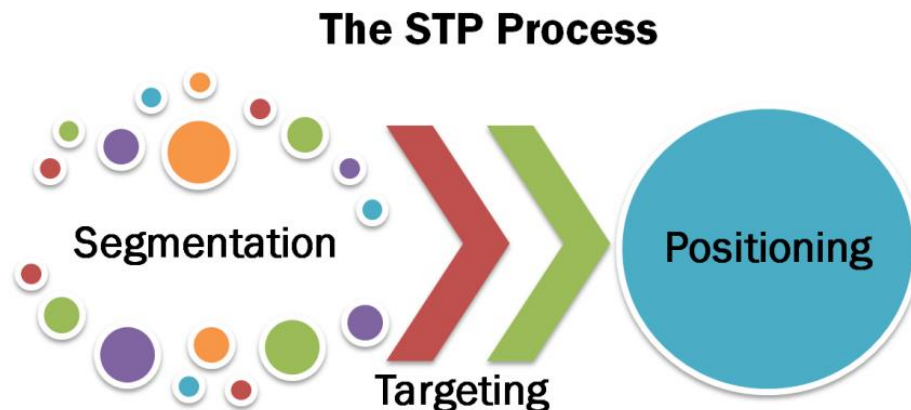 The STP Process
Segmentation
Targeting
Positioning